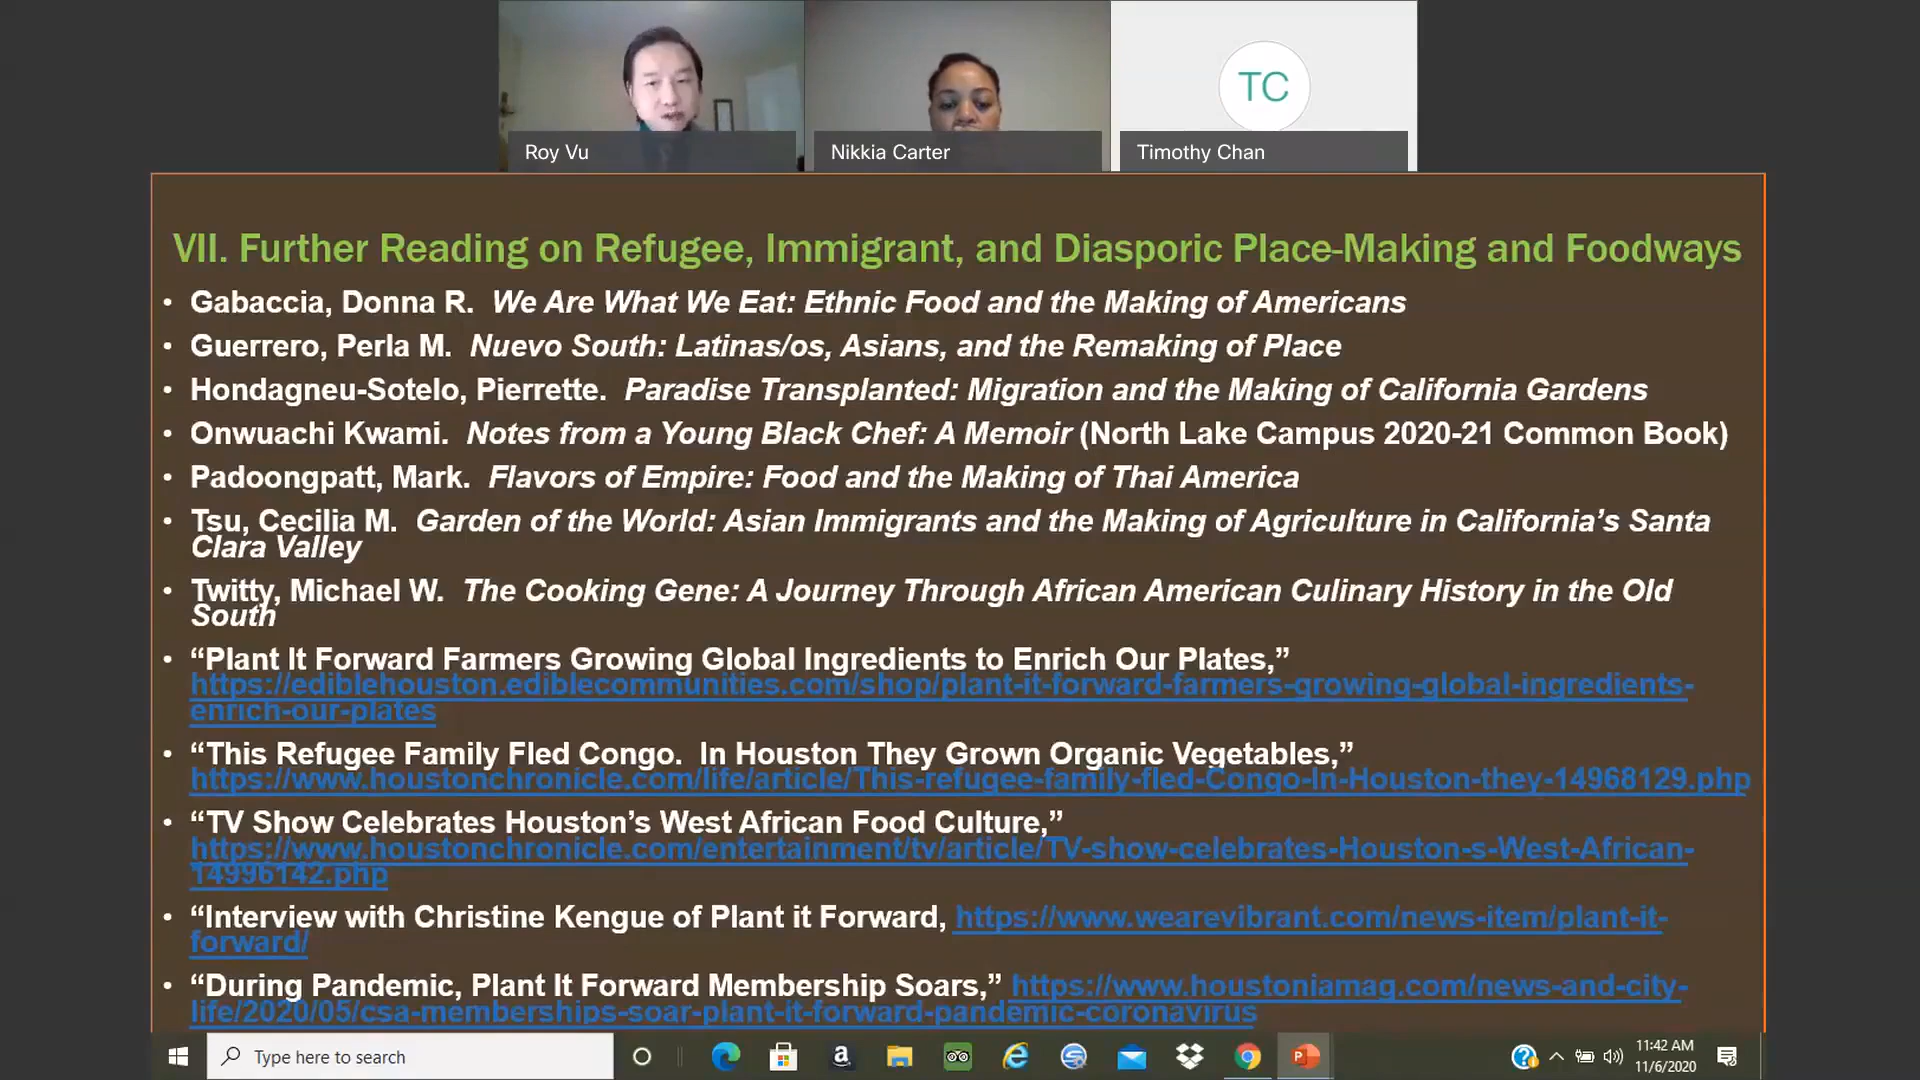 TC
Roy Vu
Nikkia Carter
Timothy Chan
VII. Further Reading on Refugee, Immigrant, and Diasporic Place-Making and Foodways
• Gabaccia, Donna R.  We Are What We Eat: Ethnic Food and the Making of Americans
• Guerrero, Perla M.  Nuevo South: Latinas/os, Asians, and the Remaking of Place
• Hondagneu-Sotelo, Pierrette.  Paradise Transplanted: Migration and the Making of California Gardens
• Onwuachi Kwami.  Notes from a Young Black Chef: A Memoir (North Lake Campus 2020-21 Common Book)
• Padoongpatt, Mark.  Flavors of Empire: Food and the Making of Thai America
• Tsu, Cecilia M.  Garden of the World: Asian Immigrants and the Making of Agriculture in California’s Santa
Clara Valley
• Twitty, Michael W.  The Cooking Gene: A Journey Through African American Culinary History in the Old
South
• “Plant It Forward Farmers Growing Global Ingredients to Enrich Our Plates,”
https://ediblehouston.ediblecommunities.com/shop/plant-it-forward-farmers-growing-global-ingredients-
enrich-our-plates
• “This Refugee Family Fled Congo.  In Houston They Grown Organic Vegetables,”
https://www.houstonchronicle.com/life/article/This-refugee-family-fled-Congo-In-Houston-they-14968129.php
• “TV Show Celebrates Houston’s West African Food Culture,”
https://www.houstonchronicle.com/entertainment/tv/article/TV-show-celebrates-Houston-s-West-African-
14996142.php
• “Interview with Christine Kengue of Plant it Forward, https://www.wearevibrant.com/news-item/plant-it-
forward/
• “During Pandemic, Plant It Forward Membership Soars,” https://www.houstoniamag.com/news-and-city-
life/2020/05/csa-memberships-soar-plant-it-forward-pandemic-coronavirus
Type here to search
11:42 AM
11/6/2020